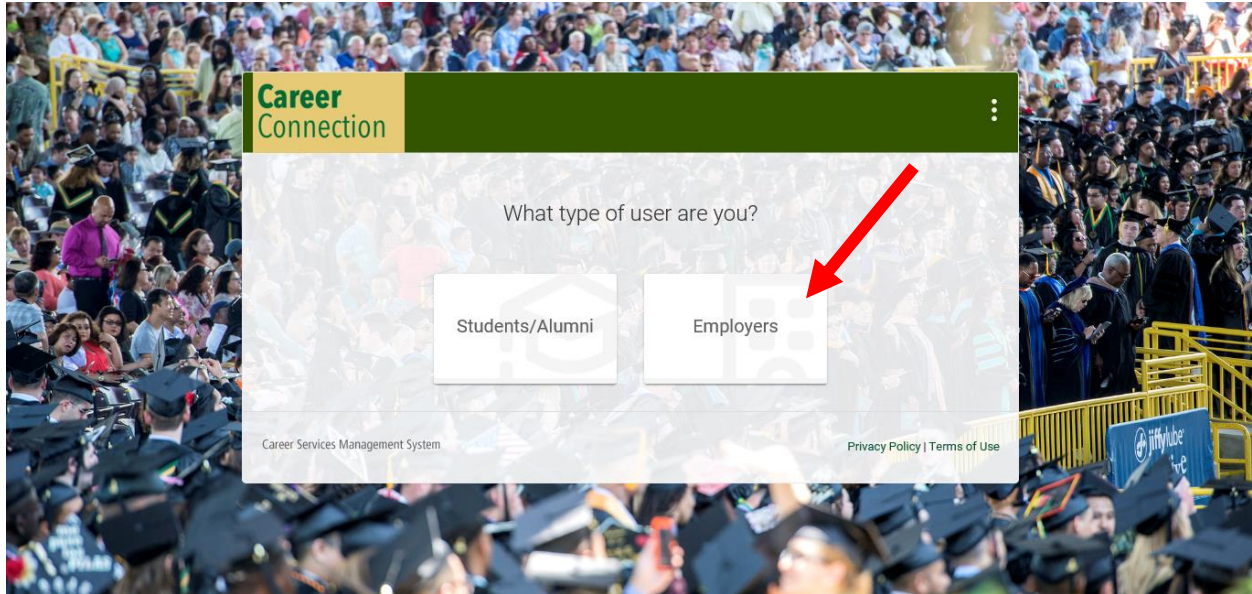 Career
Connection
What type of user are you?
Students/Alumni
Employers
Career Services Management System
Privacy Policy | Terms of Use
jiffylube